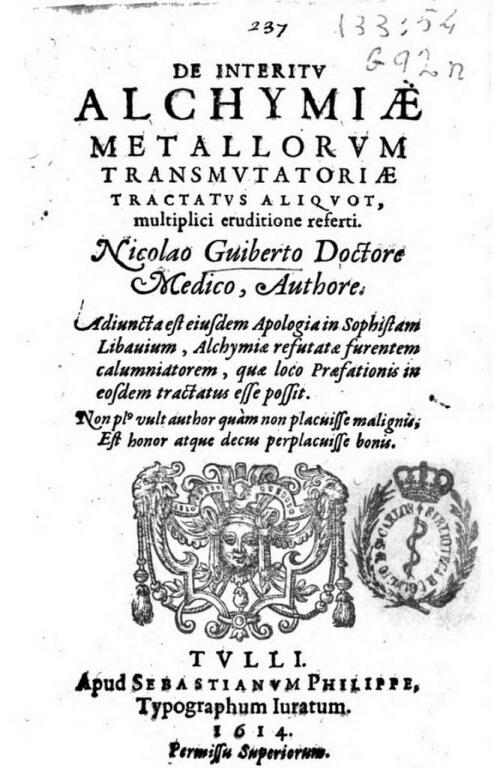 237
133:54
G92n
DE INTERITV
ALCHYMIÆ
METALLORVM
TRANSMVTATORIÆ
TRACTATVS ALIQVOT,
multiplici eruditione referti.
Nicolao Guiberto Doctore
Medico, Authore.
Adiuncta est eiusdem Apologia in Sophistam
Libauium, Alchymiæ refutatæ furentem
calumniatorem, quæ loco Præfationis in
eosdem tractatus esse possit.
Non plꝰ vult author quàm non placuisse malignis;
Est honor atque decus perplacuisse bonis.
TVLLI.
Apud SEBASTIANVM PHILIPPE,
Typographum Iuratum.
1614.
Permissu Superiorum.